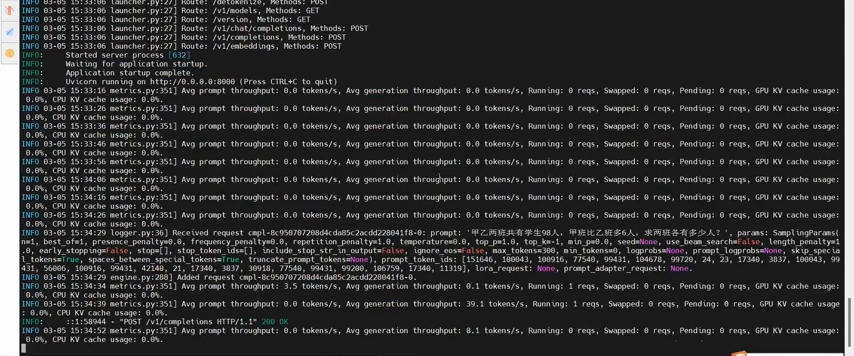 INFO 03-05 15:33:06 launcher.py:27] Route: /detokenize, Methods: POST
INFO 03-05 15:33:06 launcher.py:27] Route: /v1/models, Methods: GET
INFO 03-05 15:33:06 launcher.py:27] Route: /version, Methods: GET
INFO 03-05 15:33:06 launcher.py:27] Route: /v1/chat/completions, Methods: POST
INFO 03-05 15:33:06 launcher.py:27] Route: /v1/completions, Methods: POST
INFO 03-05 15:33:06 launcher.py:27] Route: /v1/embeddings, Methods: POST
INFO:     Started server process [632]
INFO:     Waiting for application startup.
INFO:     Application startup complete.
INFO:     Uvicorn running on http://0.0.0.0:8000 (Press CTRL+C to quit)
INFO 03-05 15:33:16 metrics.py:351] Avg prompt throughput: 0.0 tokens/s, Avg generation throughput: 0.0 tokens/s, Running: 0 reqs, Swapped: 0 reqs, Pending: 0 reqs, GPU KV cache usage:
0.0%, CPU KV cache usage: 0.0%.
INFO 03-05 15:33:26 metrics.py:351] Avg prompt throughput: 0.0 tokens/s, Avg generation throughput: 0.0 tokens/s, Running: 0 reqs, Swapped: 0 reqs, Pending: 0 reqs, GPU KV cache usage:
0.0%, CPU KV cache usage: 0.0%.
INFO 03-05 15:33:36 metrics.py:351] Avg prompt throughput: 0.0 tokens/s, Avg generation throughput: 0.0 tokens/s, Running: 0 reqs, Swapped: 0 reqs, Pending: 0 reqs, GPU KV cache usage:
0.0%, CPU KV cache usage: 0.0%.
INFO 03-05 15:33:46 metrics.py:351] Avg prompt throughput: 0.0 tokens/s, Avg generation throughput: 0.0 tokens/s, Running: 0 reqs, Swapped: 0 reqs, Pending: 0 reqs, GPU KV cache usage:
0.0%, CPU KV cache usage: 0.0%.
INFO 03-05 15:33:56 metrics.py:351] Avg prompt throughput: 0.0 tokens/s, Avg generation throughput: 0.0 tokens/s, Running: 0 reqs, Swapped: 0 reqs, Pending: 0 reqs, GPU KV cache usage:
0.0%, CPU KV cache usage: 0.0%.
INFO 03-05 15:34:06 metrics.py:351] Avg prompt throughput: 0.0 tokens/s, Avg generation throughput: 0.0 tokens/s, Running: 0 reqs, Swapped: 0 reqs, Pending: 0 reqs, GPU KV cache usage:
0.0%, CPU KV cache usage: 0.0%.
INFO 03-05 15:34:16 metrics.py:351] Avg prompt throughput: 0.0 tokens/s, Avg generation throughput: 0.0 tokens/s, Running: 0 reqs, Swapped: 0 reqs, Pending: 0 reqs, GPU KV cache usage:
0.0%, CPU KV cache usage: 0.0%.
INFO 03-05 15:34:26 metrics.py:351] Avg prompt throughput: 0.0 tokens/s, Avg generation throughput: 0.0 tokens/s, Running: 0 reqs, Swapped: 0 reqs, Pending: 0 reqs, GPU KV cache usage:
0.0%, CPU KV cache usage: 0.0%.
INFO 03-05 15:34:29 logger.py:36] Received request cmpl-8c950707208d4cda85c2acdd228041f8-0: prompt: '甲乙两班共有学生98人，甲班比乙班多6人，求两班各有多少人？', params: SamplingParams(
n=1, best_of=1, presence_penalty=0.0, frequency_penalty=0.0, repetition_penalty=1.0, temperature=0.0, top_p=1.0, top_k=-1, min_p=0.0, seed=None, use_beam_search=False, length_penalty=1
.0, early_stopping=False, stop=[], stop_token_ids=[], include_stop_str_in_output=False, ignore_eos=False, max_tokens=300, min_tokens=0, logprobs=None, prompt_logprobs=None, skip_specia
l_tokens=True, spaces_between_special_tokens=True, truncate_prompt_tokens=None), prompt_token_ids: [151646, 100043, 100916, 77540, 99431, 104678, 99720, 24, 23, 17340, 3837, 100043, 99
431, 56006, 100916, 99431, 42140, 21, 17340, 3837, 30918, 77540, 99431, 99200, 106759, 17340, 11319], lora_request: None, prompt_adapter_request: None.
INFO 03-05 15:34:29 engine.py:288] Added request cmpl-8c950707208d4cda85c2acdd228041f8-0.
INFO 03-05 15:34:34 metrics.py:351] Avg prompt throughput: 3.5 tokens/s, Avg generation throughput: 0.1 tokens/s, Running: 1 reqs, Swapped: 0 reqs, Pending: 0 reqs, GPU KV cache usage:
0.0%, CPU KV cache usage: 0.0%.
INFO 03-05 15:34:39 metrics.py:351] Avg prompt throughput: 0.0 tokens/s, Avg generation throughput: 39.1 tokens/s, Running: 1 reqs, Swapped: 0 reqs, Pending: 0 reqs, GPU KV cache usage
: 0.0%, CPU KV cache usage: 0.0%.
INFO:     ::1:58944 - "POST /v1/completions HTTP/1.1" 200 OK
INFO 03-05 15:34:52 metrics.py:351] Avg prompt throughput: 0.0 tokens/s, Avg generation throughput: 8.1 tokens/s, Running: 0 reqs, Swapped: 0 reqs, Pending: 0 reqs, GPU KV cache usage:
0.0%, CPU KV cache usage: 0.0%.